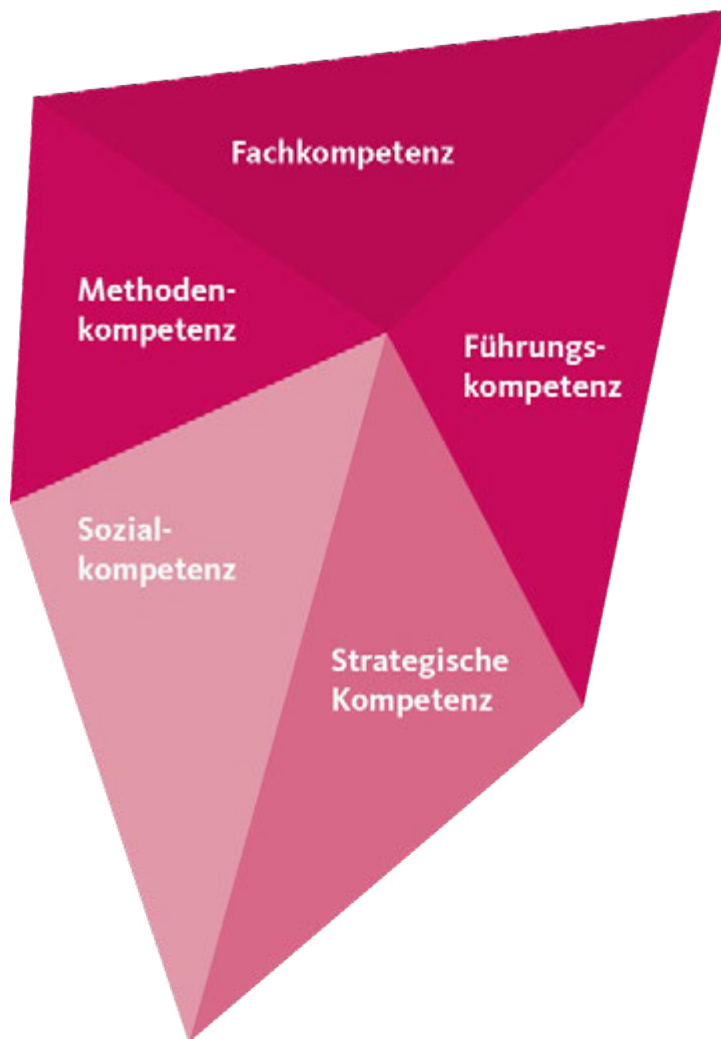 Fachkompetenz
Methoden-
kompetenz
Führungs-
kompetenz
Sozial-
kompetenz
Strategische
Kompetenz